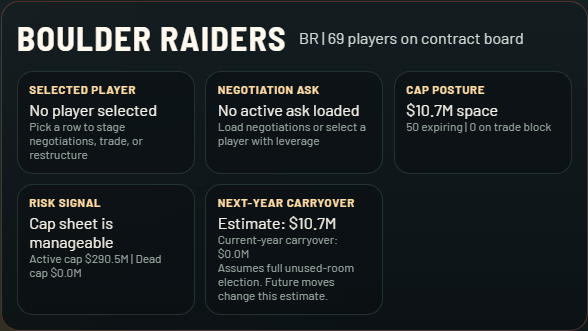 BOULDER RAIDERS BR | 69 players on contract board
SELECTED PLAYER
No player selected
Pick a row to stage
negotiations, trade, or
restructure
NEGOTIATION ASK
No active ask loaded
Load negotiations or select a
player with leverage
CAP POSTURE
$10.7M space
50 expiring | 0 on trade block
RISK SIGNAL
Cap sheet is
manageable
Active cap $290.5M | Dead
cap $0.0M
NEXT-YEAR CARRYOVER
Estimate: $10.7M
Current-year carryover:
$0.0M
Assumes full unused-room
election. Future moves
change this estimate.